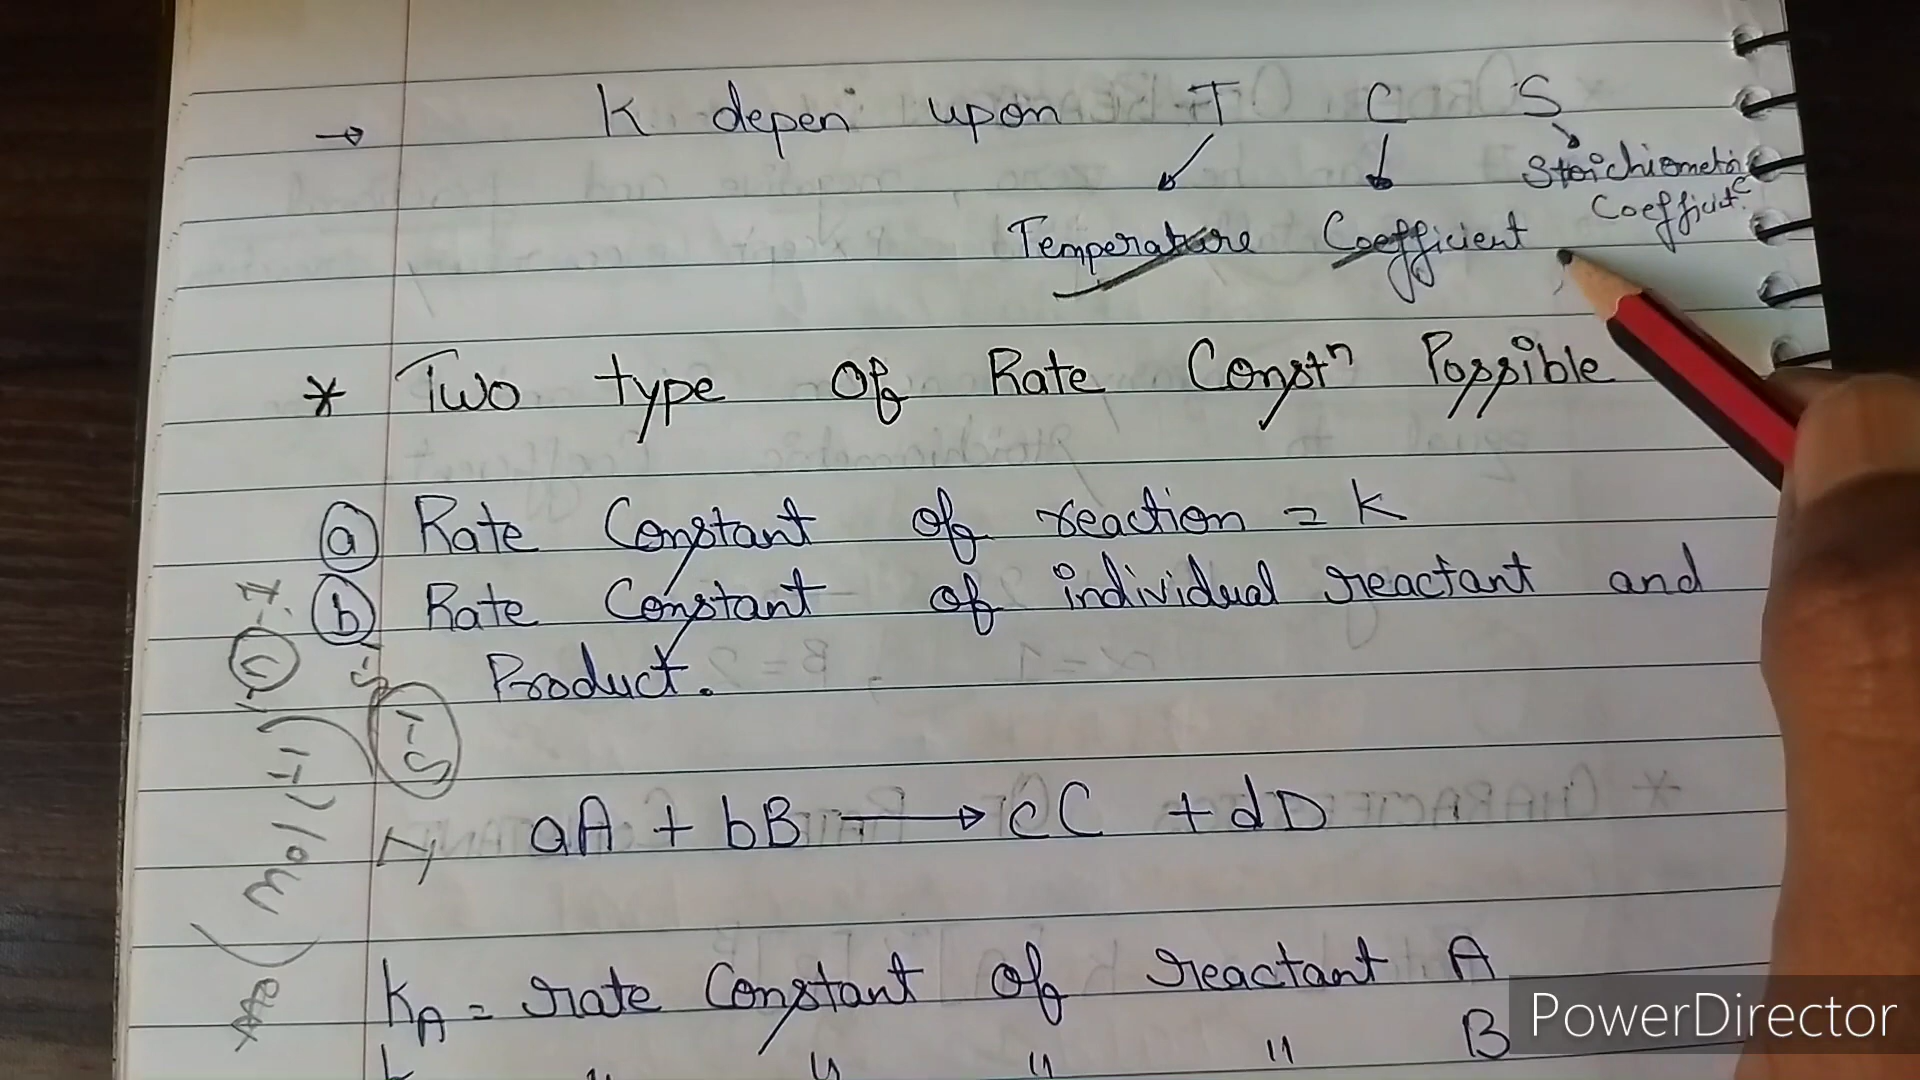 → K depen upon T C S
Stoichiometric
Coefficient
Temperature Coefficient
* Two type Of Rate Constⁿ Possible
(a) Rate Constant of reaction = k
(b) Rate Constant of individual reactant and
Product.
aA + bB → cC + dD
kA = rate Constant of reactant A
k " " " " B
(mol/L)
PowerDirector